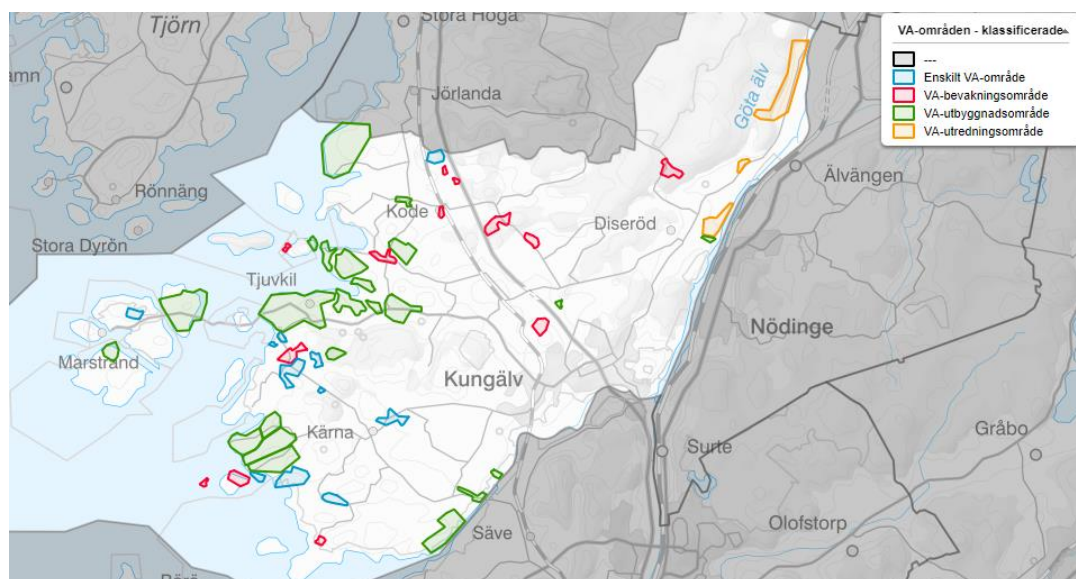 Tjörn
Stora Höga
VA-områden - klassificerade
---
Enskilt VA-område
VA-bevakningsområde
VA-utbyggnadsområde
VA-utredningsområde
Jörlanda
Göta älv
Rönnäng
Älvängen
Kode
Diseröd
Stora Dyrön
Tjuvkil
Nödinge
Marstrand
Kungälv
Kärna
Surte
Gråbo
Säve
Olofstorp